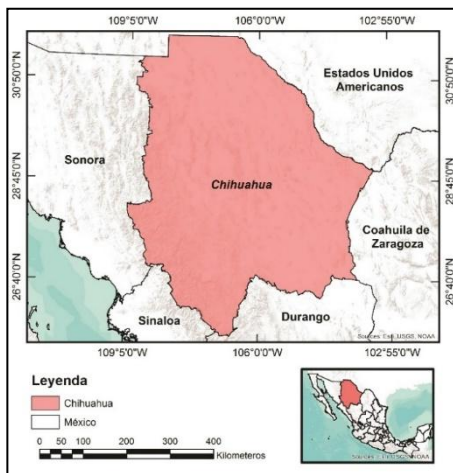 109°5'0"W 106°0'0"W 102°55'0"W
30°50'0"N
30°50'0"N
Estados Unidos
Americanos
Sonora
28°45'0"N
Chihuahua
28°45'0"N
Coahuila de
Zaragoza
26°40'0"N
26°40'0"N
Sinaloa
Durango
Sources: Esri, USGS, NOAA
109°5'0"W 106°0'0"W 102°55'0"W
Leyenda
Chihuahua
México
0 50 100 200 300 400
Kilometeros